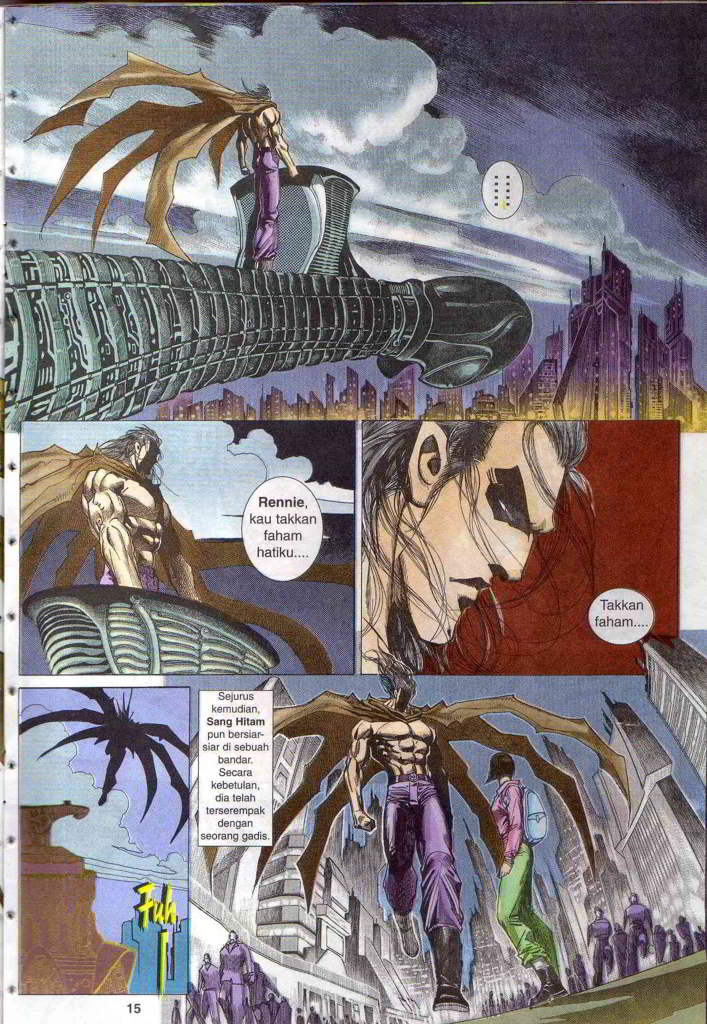 ......
Rennie,
kau takkan
faham
hatiku....
Takkan
faham....
Sejurus
kemudian,
Sang Hitam
pun bersiar-
siar di sebuah
bandar.
Secara
kebetulan,
dia telah
terserempak
dengan
seorang gadis.
Fuh
15